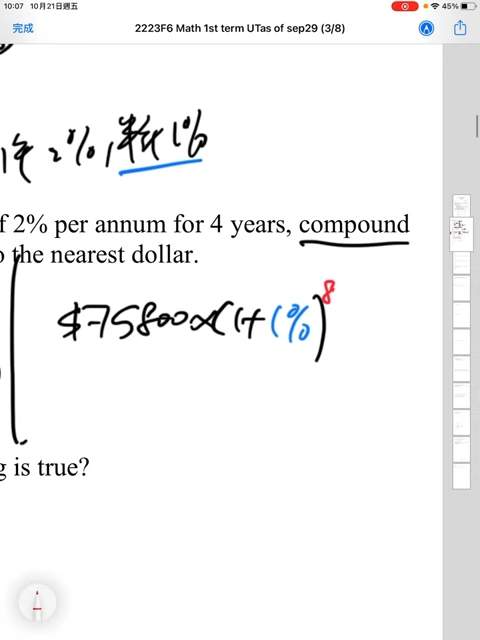 10:07 10月21日週五 45%
完成 2223F6 Math 1st term UTas of sep29 (3/8)
1年2%,半年1%
f 2% per annum for 4 years, compound
o the nearest dollar.
$75800×(1+1%)^8
g is true?